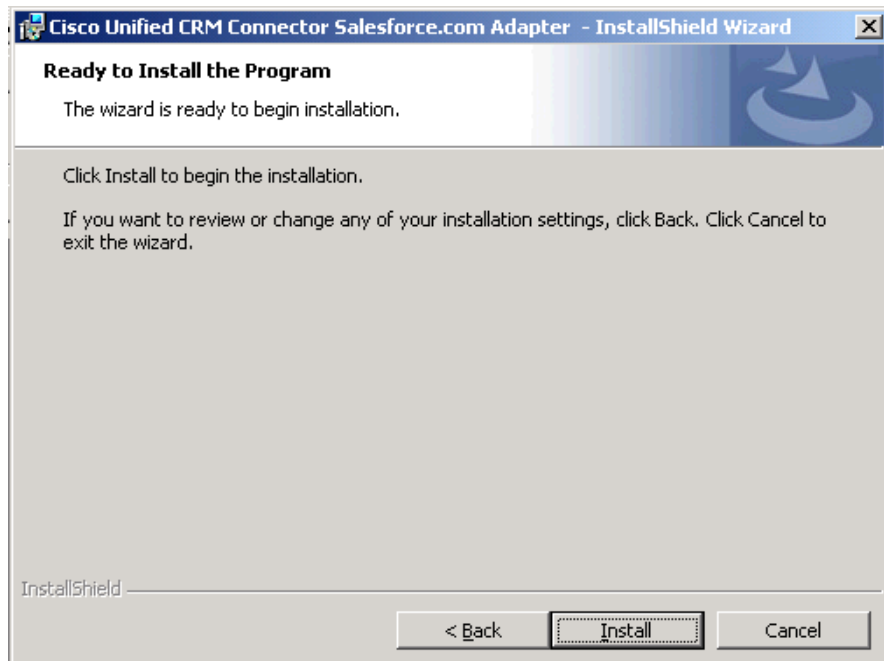 Cisco Unified CRM Connector Salesforce.com Adapter - InstallShield Wizard
Ready to Install the Program
The wizard is ready to begin installation.
Click Install to begin the installation.
If you want to review or change any of your installation settings, click Back. Click Cancel to
exit the wizard.
InstallShield
< Back
Install
Cancel